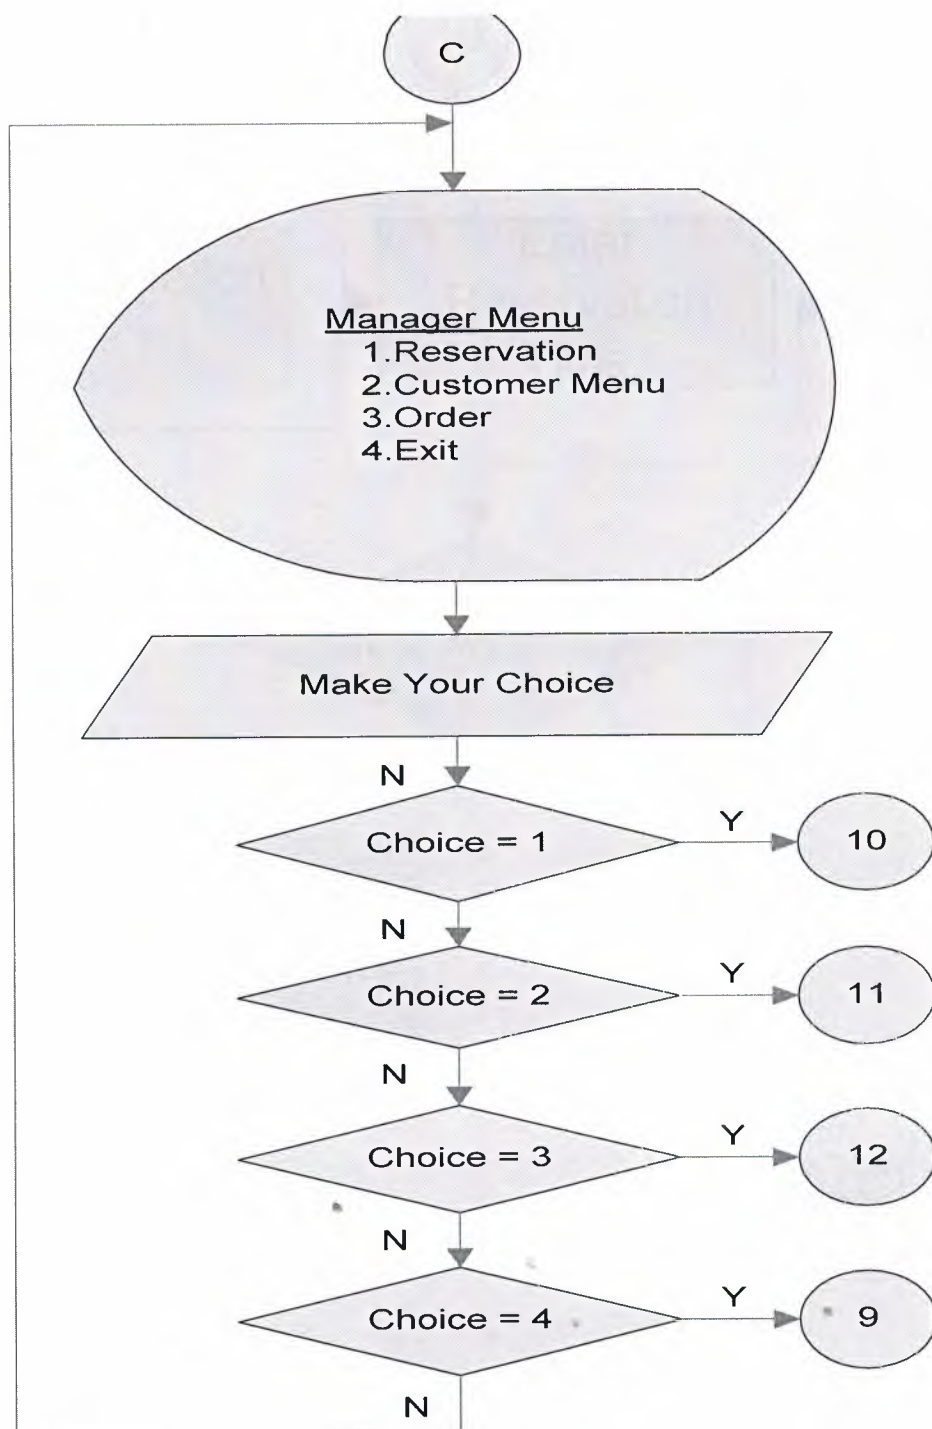 C
Manager Menu
1.Reservation
2.Customer Menu
3.Order
4.Exit
Make Your Choice
N
Choice = 1
Y
10
N
Choice = 2
Y
11
N
Choice = 3
Y
12
N
Choice = 4
Y
9
N